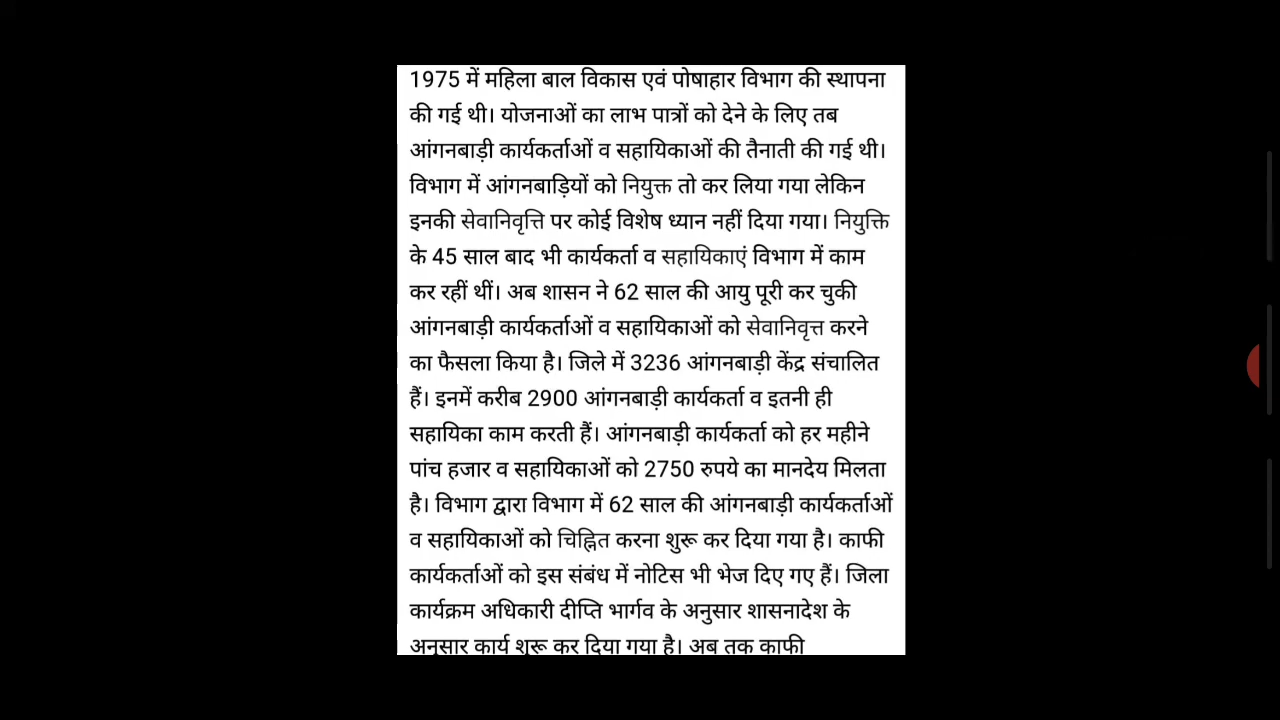 1975 में महिला बाल विकास एवं पोषाहार विभाग की स्थापना
की गई थी। योजनाओं का लाभ पात्रों को देने के लिए तब
आंगनबाड़ी कार्यकर्ताओं व सहायिकाओं की तैनाती की गई थी।
विभाग में आंगनबाड़ियों को नियुक्त तो कर लिया गया लेकिन
इनकी सेवानिवृत्ति पर कोई विशेष ध्यान नहीं दिया गया। नियुक्ति
के 45 साल बाद भी कार्यकर्ता व सहायिकाएं विभाग में काम
कर रहीं थीं। अब शासन ने 62 साल की आयु पूरी कर चुकी
आंगनबाड़ी कार्यकर्ताओं व सहायिकाओं को सेवानिवृत्त करने
का फैसला किया है। जिले में 3236 आंगनबाड़ी केंद्र संचालित
हैं। इनमें करीब 2900 आंगनबाड़ी कार्यकर्ता व इतनी ही
सहायिका काम करती हैं। आंगनबाड़ी कार्यकर्ता को हर महीने
पांच हजार व सहायिकाओं को 2750 रुपये का मानदेय मिलता
है। विभाग द्वारा विभाग में 62 साल की आंगनबाड़ी कार्यकर्ताओं
व सहायिकाओं को चिह्नित करना शुरू कर दिया गया है। काफी
कार्यकर्ताओं को इस संबंध में नोटिस भी भेज दिए गए हैं। जिला
कार्यक्रम अधिकारी दीप्ति भार्गव के अनुसार शासनादेश के
अनुसार कार्य शुरू कर दिया गया है। अब तक काफी